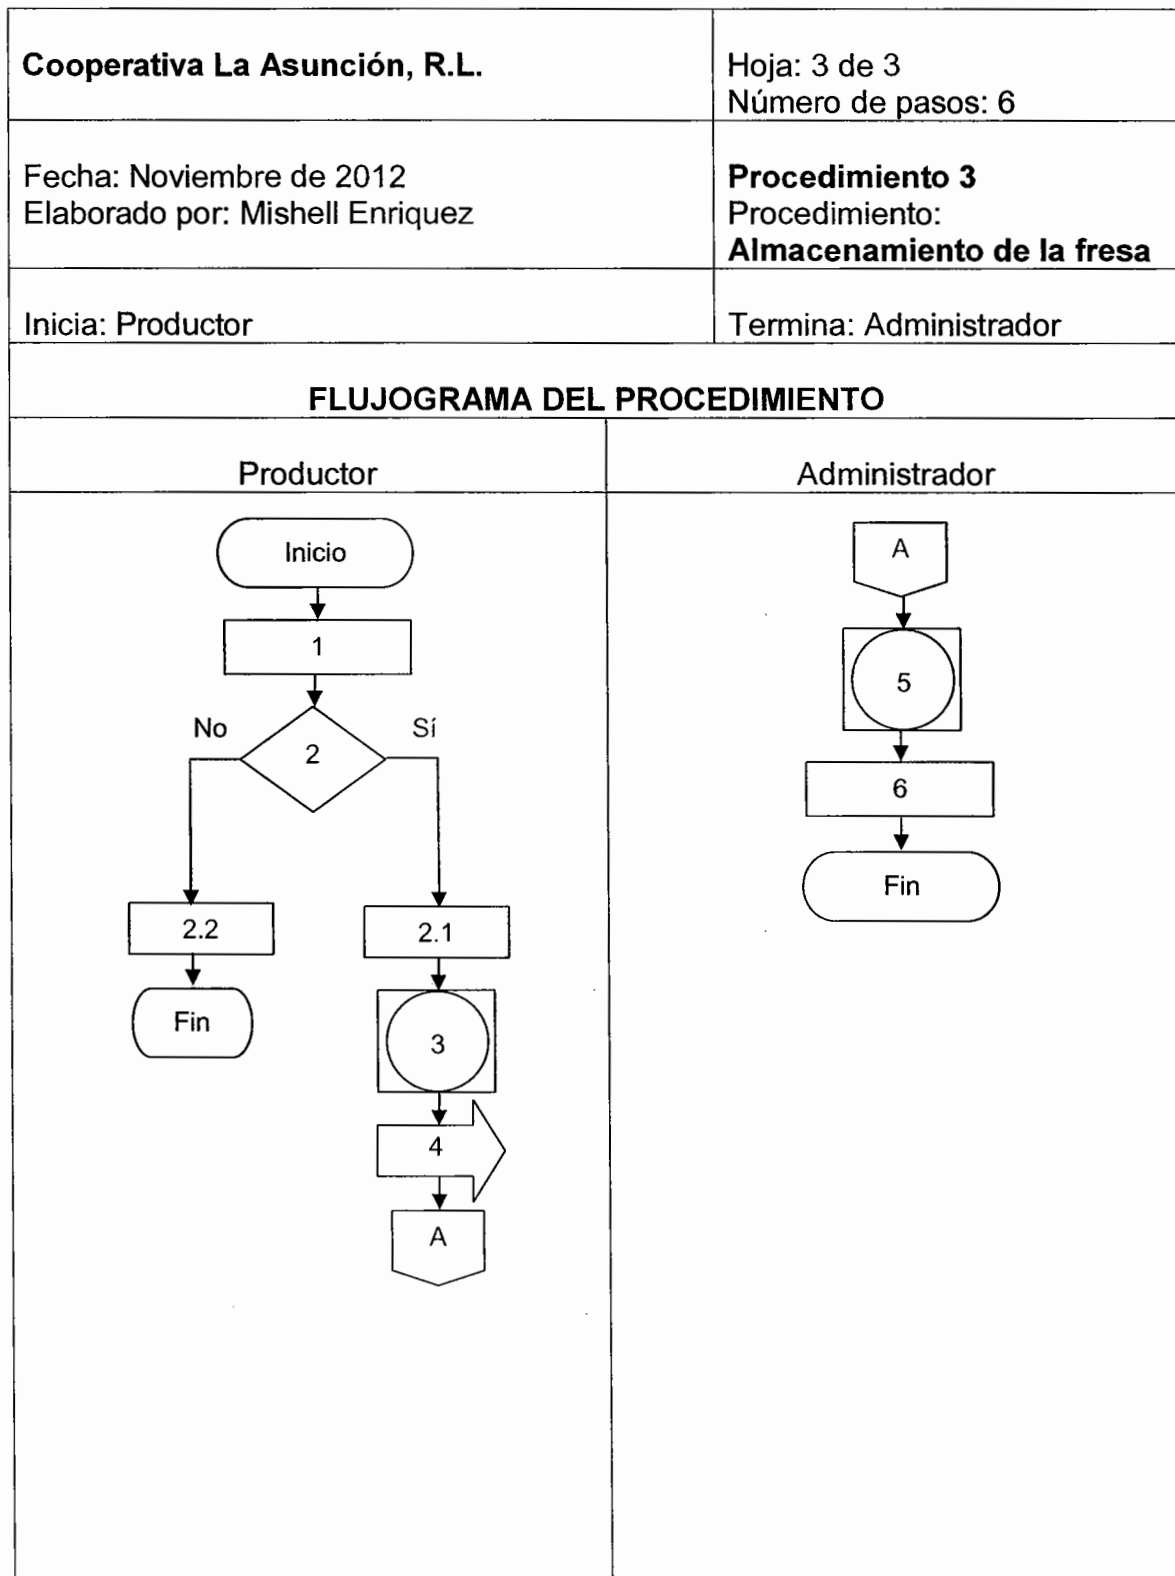 Cooperativa La Asunción, R.L.
Hoja: 3 de 3
Número de pasos: 6
Fecha: Noviembre de 2012
Elaborado por: Mishell Enriquez
Procedimiento 3
Procedimiento:
Almacenamiento de la fresa
Inicia: Productor
Termina: Administrador
FLUJOGRAMA DEL PROCEDIMIENTO
Productor
Administrador
Inicio
1
No
2
Sí
2.2
2.1
Fin
3
4
A
A
5
6
Fin